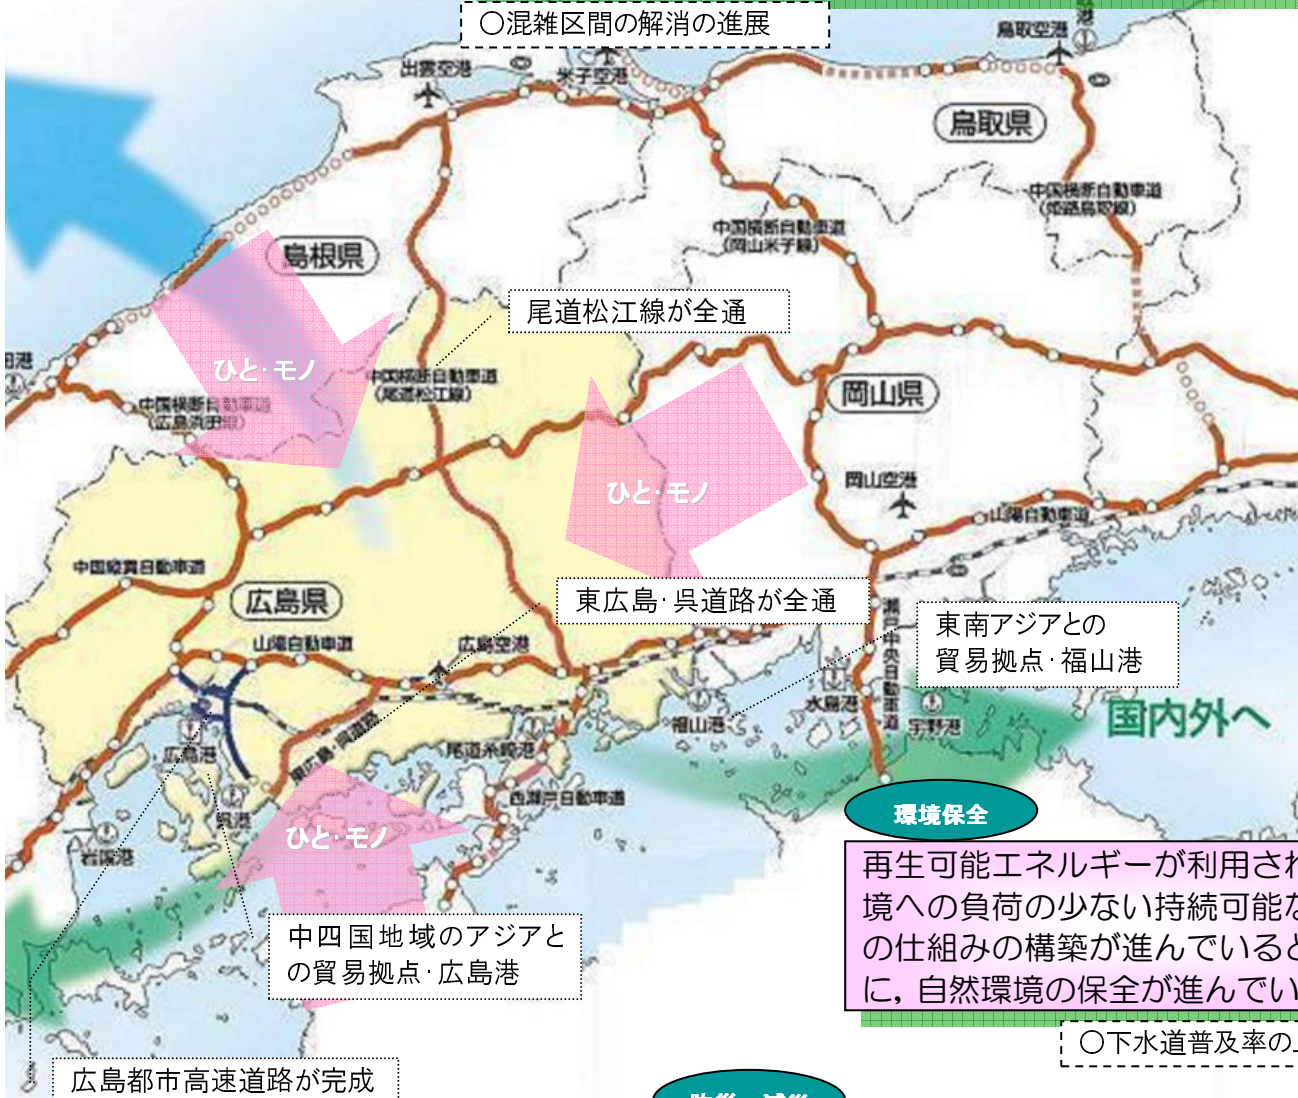 ○混雑区間の解消の進展
鳥取空港
出雲空港
米子空港
鳥取県
中国横断自動車道
(姫路鳥取線)
中国横断自動車道
(岡山米子線)
島根県
尾道松江線が全通
ひと・モノ
中国横断自動車道
(尾道松江線)
中国横断自動車道
(広島浜田線)
岡山県
ひと・モノ
岡山空港
山陽自動車道
中国縦貫自動車道
広島県
東広島・呉道路が全通
東南アジアとの
貿易拠点・福山港
瀬戸中央自動車道
山陽自動車道
広島空港
水島港
宇野港
福山港
国内外へ
広島港
東広島・呉道路
尾道糸崎港
西瀬戸自動車道
呉港
岩国港
ひと・モノ
環境保全
再生可能エネルギーが利用され
境への負荷の少ない持続可能な
の仕組みの構築が進んでいると
に,自然環境の保全が進んでい
中四国地域のアジアと
の貿易拠点・広島港
○下水道普及率の
広島都市高速道路が完成